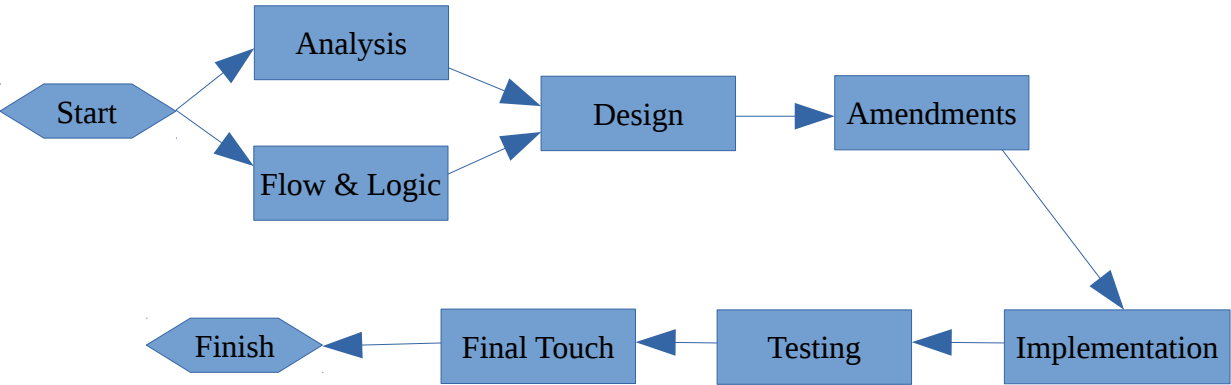 Start
Analysis
Flow & Logic
Design
Amendments
Implementation
Testing
Final Touch
Finish